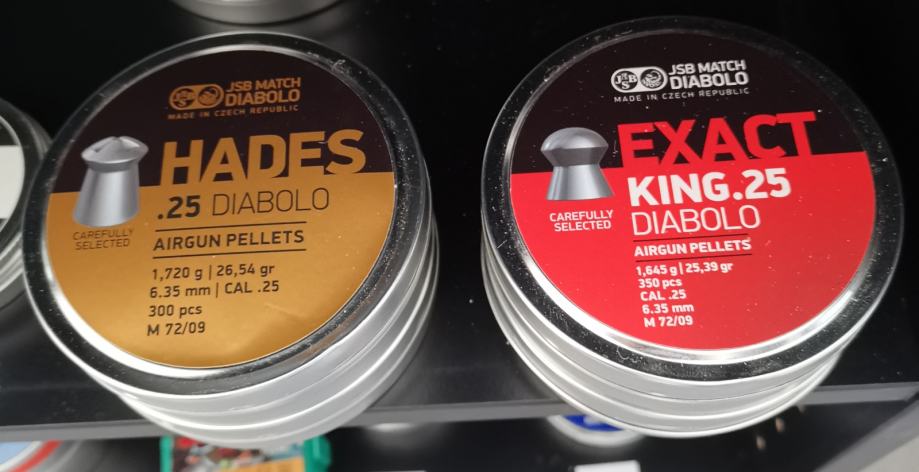 JSB MATCH
DIABOLO
MADE IN CZECH REPUBLIC
HADES
.25 DIABOLO
CAREFULLY
SELECTED
AIRGUN PELLETS
1,720 g | 26,54 gr
6.35 mm | CAL .25
300 pcs
M 72/09
JSB MATCH
DIABOLO
MADE IN CZECH REPUBLIC
EXACT
KING.25
DIABOLO
CAREFULLY
SELECTED
AIRGUN PELLETS
1,645 g | 25,39 gr
350 pcs
CAL .25
6.35 mm
M 72/09